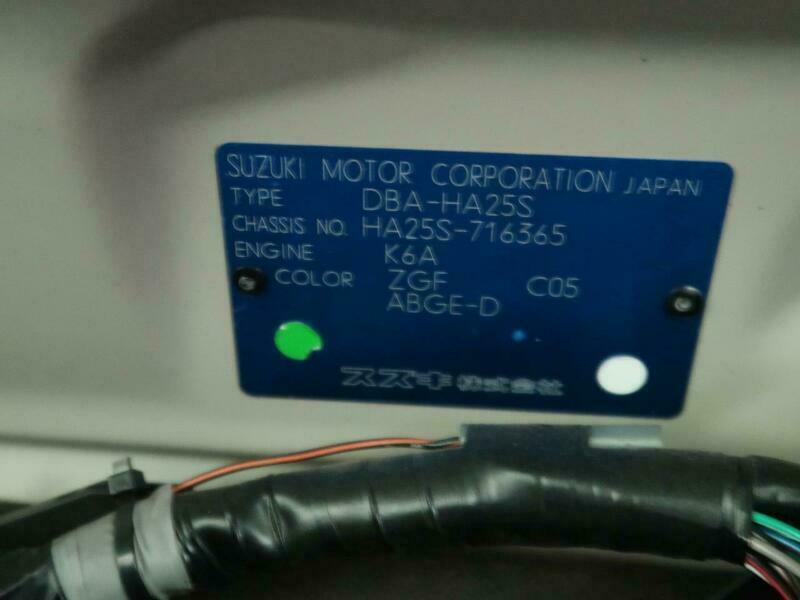 SUZUKI MOTOR CORPORATION JAPAN
TYPE DBA-HA25S
CHASSIS NO. HA25S-716365
ENGINE K6A
COLOR ZGF C05
ABGE-D
スズキ株式会社